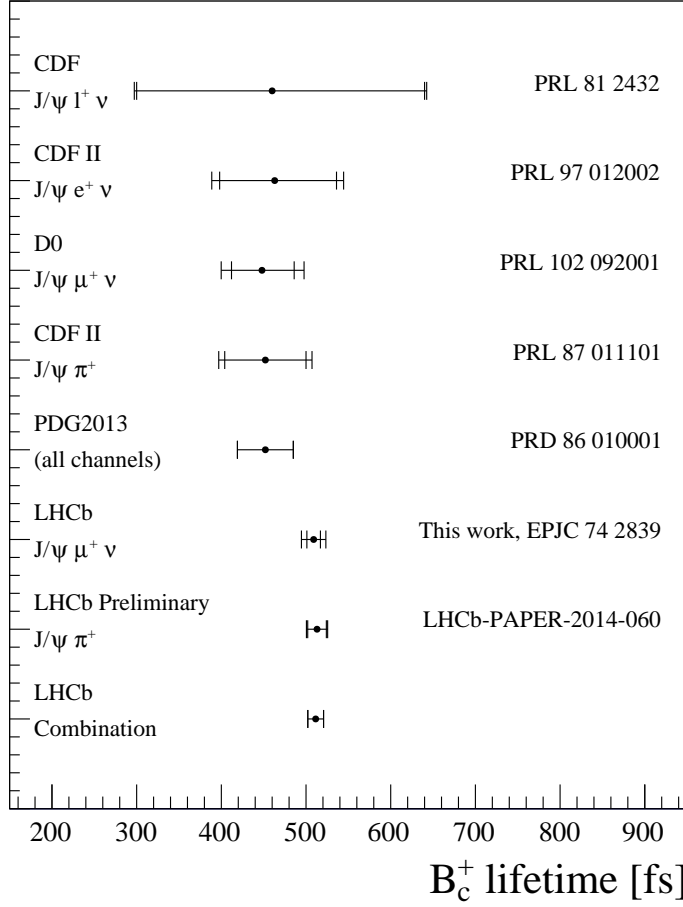 CDF
J/ψ l⁺ ν
PRL 81 2432
CDF II
J/ψ e⁺ ν
PRL 97 012002
D0
J/ψ μ⁺ ν
PRL 102 092001
CDF II
J/ψ π⁺
PRL 87 011101
PDG2013
(all channels)
PRD 86 010001
LHCb
J/ψ μ⁺ ν
This work, EPJC 74 2839
LHCb Preliminary
J/ψ π⁺
LHCb-PAPER-2014-060
LHCb
Combination
200 300 400 500 600 700 800 900
B_c⁺ lifetime [fs]